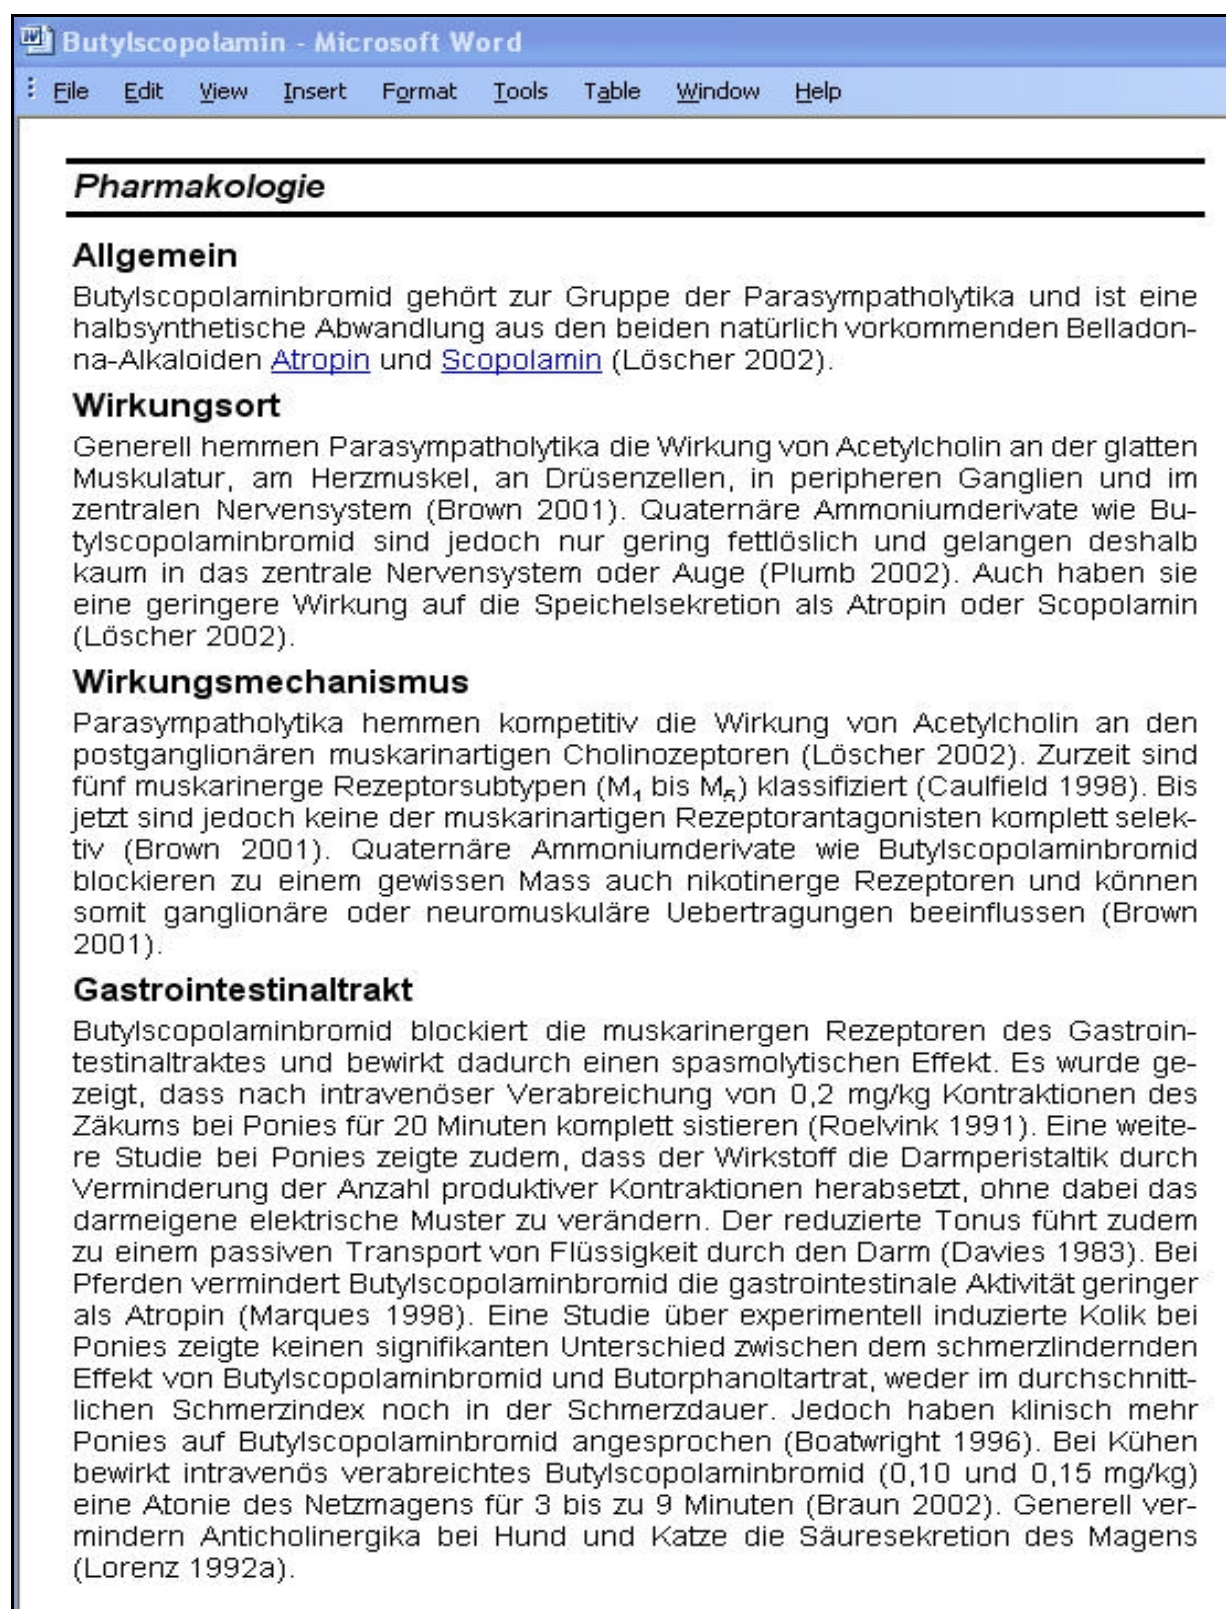 Butylscopolamin - Microsoft Word
File Edit View Insert Format Tools Table Window Help
Pharmakologie
Allgemein
Butylscopolaminbromid gehört zur Gruppe der Parasympatholytika und ist eine
halbsynthetische Abwandlung aus den beiden natürlich vorkommenden Belladon-
na-Alkaloiden Atropin und Scopolamin (Löscher 2002).
Wirkungsort
Generell hemmen Parasympatholytika die Wirkung von Acetylcholin an der glatten
Muskulatur, am Herzmuskel, an Drüsenzellen, in peripheren Ganglien und im
zentralen Nervensystem (Brown 2001). Quaternäre Ammoniumderivate wie Bu-
tylscopolaminbromid sind jedoch nur gering fettlöslich und gelangen deshalb
kaum in das zentrale Nervensystem oder Auge (Plumb 2002). Auch haben sie
eine geringere Wirkung auf die Speichelsekretion als Atropin oder Scopolamin
(Löscher 2002).
Wirkungsmechanismus
Parasympatholytika hemmen kompetitiv die Wirkung von Acetylcholin an den
postganglionären muskarinartigen Cholinozeptoren (Löscher 2002). Zurzeit sind
fünf muskarinerge Rezeptorsubtypen (M₁ bis M₅) klassifiziert (Caulfield 1998). Bis
jetzt sind jedoch keine der muskarinartigen Rezeptorantagonisten komplett selek-
tiv (Brown 2001). Quaternäre Ammoniumderivate wie Butylscopolaminbromid
blockieren zu einem gewissen Mass auch nikotinerge Rezeptoren und können
somit ganglionäre oder neuromuskuläre Uebertragungen beeinflussen (Brown
2001).
Gastrointestinaltrakt
Butylscopolaminbromid blockiert die muskarinergen Rezeptoren des Gastroin-
testinaltraktes und bewirkt dadurch einen spasmolytischen Effekt. Es wurde ge-
zeigt, dass nach intravenöser Verabreichung von 0,2 mg/kg Kontraktionen des
Zäkums bei Ponies für 20 Minuten komplett sistieren (Roelvink 1991). Eine weite-
re Studie bei Ponies zeigte zudem, dass der Wirkstoff die Darmperistaltik durch
Verminderung der Anzahl produktiver Kontraktionen herabsetzt, ohne dabei das
darmeigene elektrische Muster zu verändern. Der reduzierte Tonus führt zudem
zu einem passiven Transport von Flüssigkeit durch den Darm (Davies 1983). Bei
Pferden vermindert Butylscopolaminbromid die gastrointestinale Aktivität geringer
als Atropin (Marques 1998). Eine Studie über experimentell induzierte Kolik bei
Ponies zeigte keinen signifikanten Unterschied zwischen dem schmerzlindernden
Effekt von Butylscopolaminbromid und Butorphanoltartrat, weder im durchschnitt-
lichen Schmerzindex noch in der Schmerzdauer. Jedoch haben klinisch mehr
Ponies auf Butylscopolaminbromid angesprochen (Boatwright 1996). Bei Kühen
bewirkt intravenös verabreichtes Butylscopolaminbromid (0,10 und 0,15 mg/kg)
eine Atonie des Netzmagens für 3 bis zu 9 Minuten (Braun 2002). Generell ver-
mindern Anticholinergika bei Hund und Katze die Säuresekretion des Magens
(Lorenz 1992a).